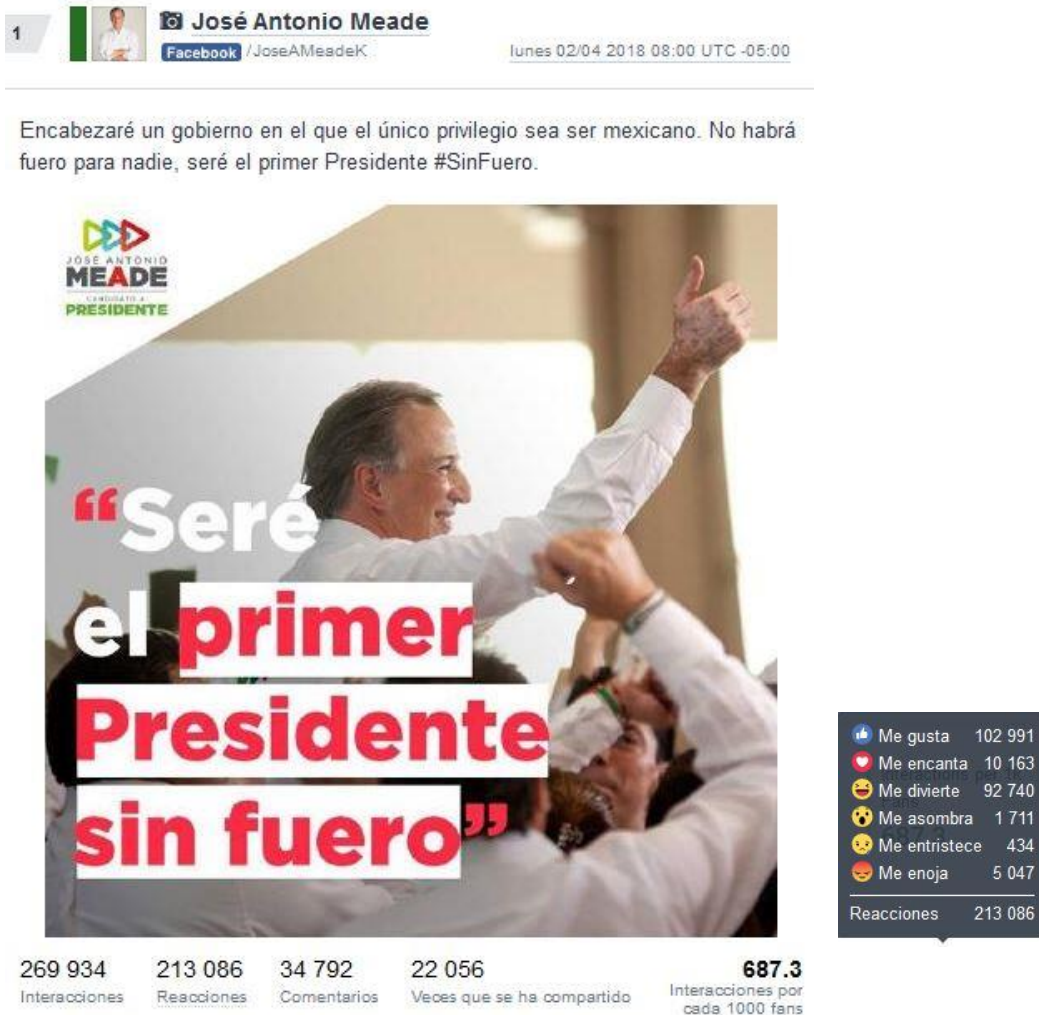 1
José Antonio Meade
Facebook /JoseAMeadeK
lunes 02/04 2018 08:00 UTC -05:00
Encabezaré un gobierno en el que el único privilegio sea ser mexicano. No habrá
fuero para nadie, seré el primer Presidente #SinFuero.
JOSÉ ANTONIO
MEADE
CANDIDATO A
PRESIDENTE
“Seré
el primer
Presidente
sin fuero”
269 934
Interacciones
213 086
Reacciones
34 792
Comentarios
22 056
Veces que se ha compartido
687.3
Interacciones por
cada 1000 fans
Me gusta 102 991
Me encanta 10 163
Me divierte 92 740
Me asombra 1 711
Me entristece 434
Me enoja 5 047
Reacciones 213 086